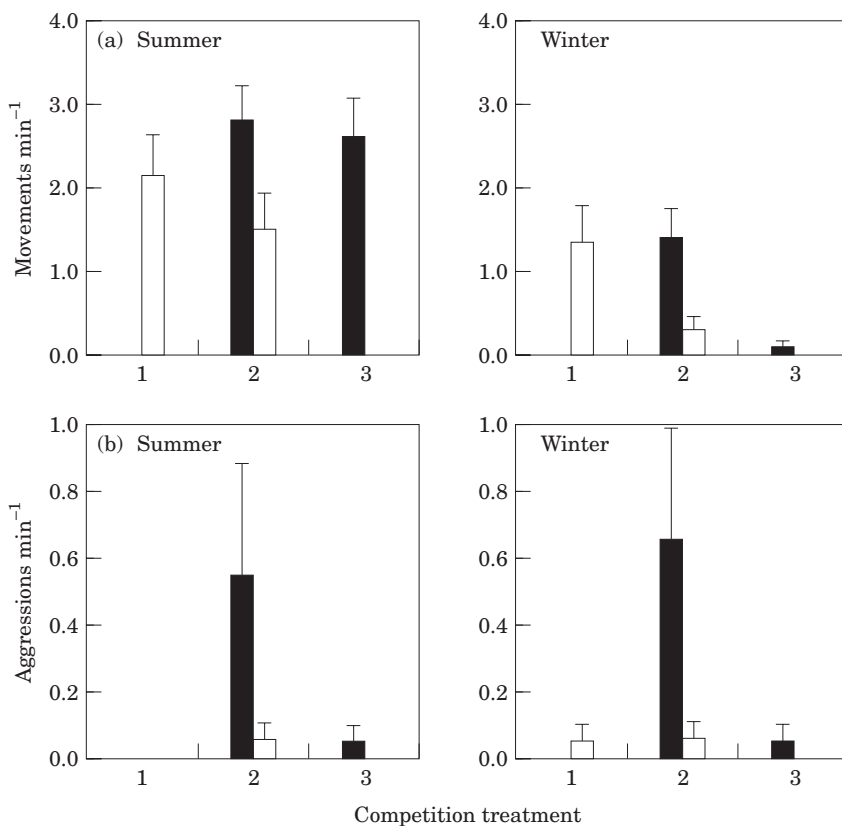 (a) Summer
Winter
Movements min⁻¹
4.0
3.0
2.0
1.0
0.0
1 2 3
4.0
3.0
2.0
1.0
0.0
1 2 3
(b) Summer
Winter
Aggressions min⁻¹
1.0
0.8
0.6
0.4
0.2
0.0
1 2 3
1.0
0.8
0.6
0.4
0.2
0.0
1 2 3
Competition treatment